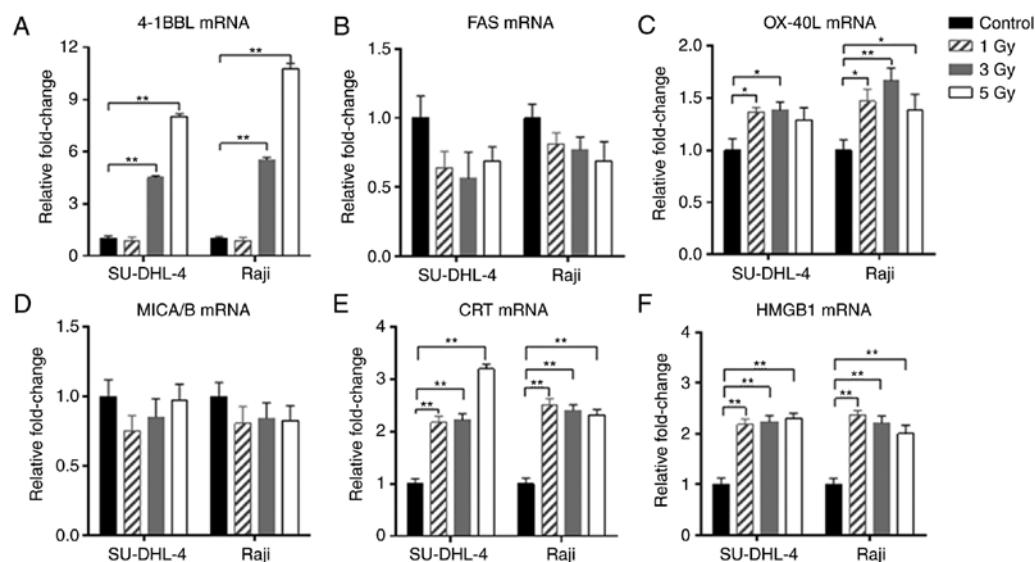 A
4-1BBL mRNA
Relative fold-change
12
9
6
3
0
**
**
**
**
SU-DHL-4
Raji
B
FAS mRNA
Relative fold-change
1.5
1.0
0.5
0.0
SU-DHL-4
Raji
C
OX-40L mRNA
Relative fold-change
2.0
1.5
1.0
0.5
0.0
*
*
*
**
*
SU-DHL-4
Raji
Control
1 Gy
3 Gy
5 Gy
D
MICA/B mRNA
Relative fold-change
1.5
1.0
0.5
0.0
SU-DHL-4
Raji
E
CRT mRNA
Relative fold-change
4
3
2
1
0
**
**
**
**
**
**
SU-DHL-4
Raji
F
HMGB1 mRNA
Relative fold-change
4
3
2
1
0
**
**
**
**
**
**
SU-DHL-4
Raji